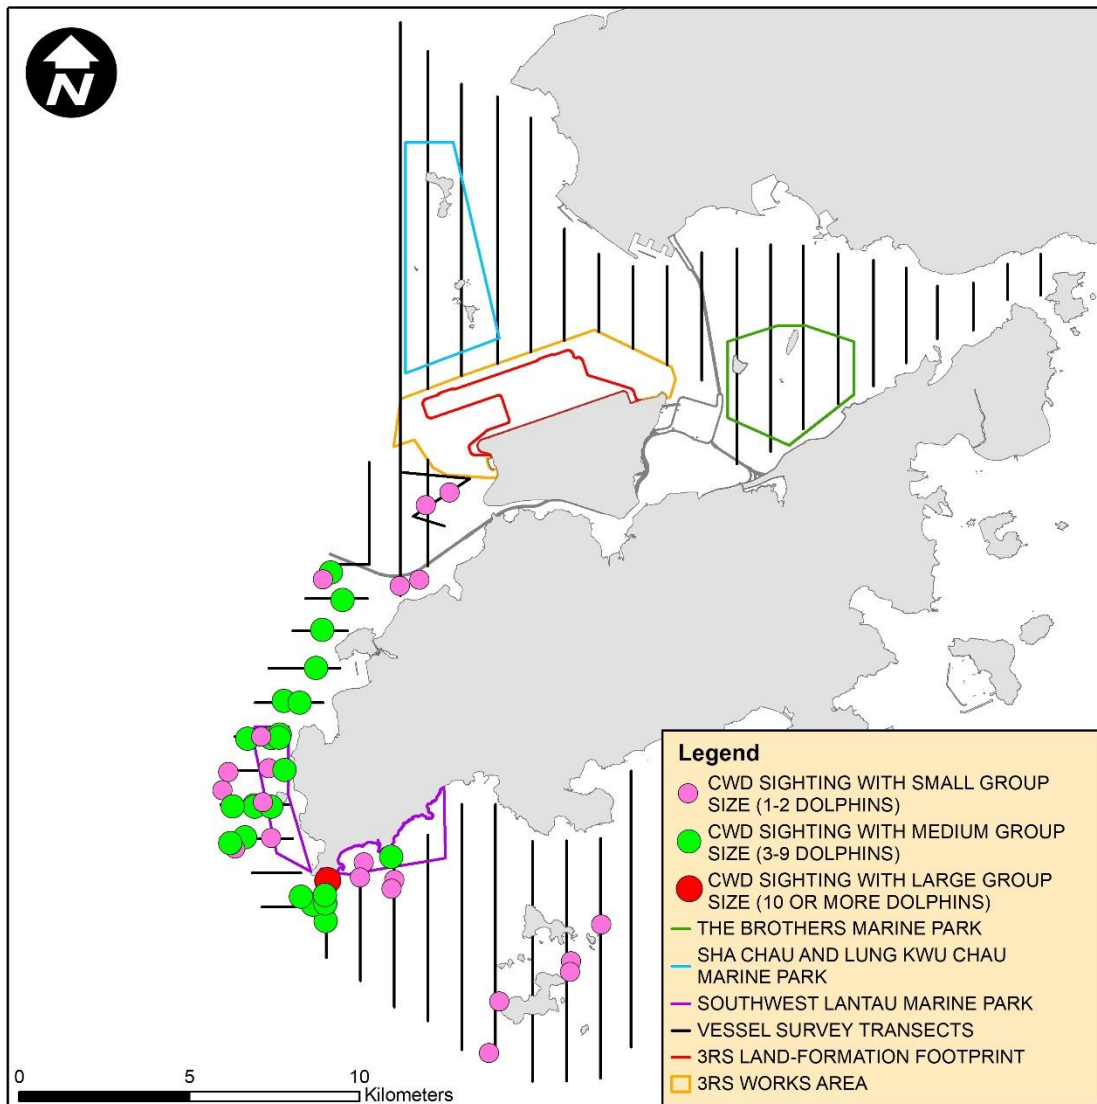 N
Legend
CWD SIGHTING WITH SMALL GROUP
SIZE (1-2 DOLPHINS)
CWD SIGHTING WITH MEDIUM GROUP
SIZE (3-9 DOLPHINS)
CWD SIGHTING WITH LARGE GROUP
SIZE (10 OR MORE DOLPHINS)
THE BROTHERS MARINE PARK
SHA CHAU AND LUNG KWU CHAU
MARINE PARK
SOUTHWEST LANTAU MARINE PARK
VESSEL SURVEY TRANSECTS
3RS LAND-FORMATION FOOTPRINT
3RS WORKS AREA
0 5 10
Kilometers